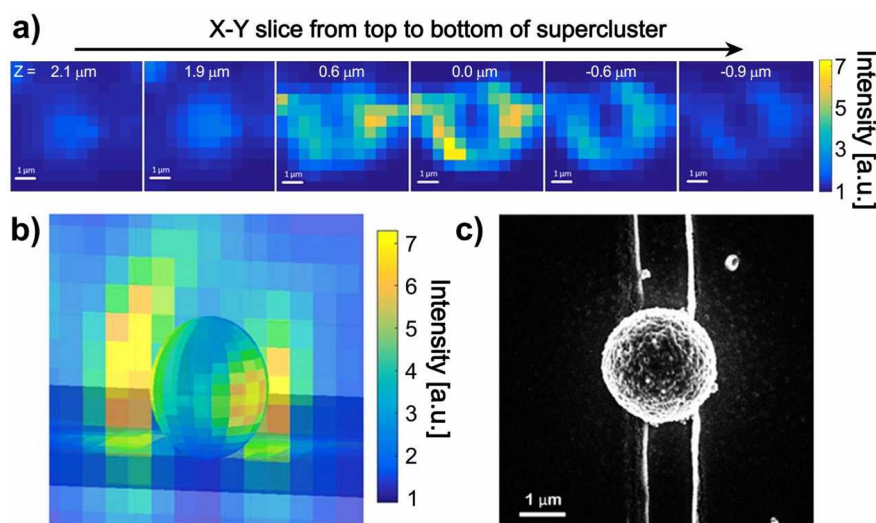 a)
X-Y slice from top to bottom of supercluster
Z = 2.1 μm
1.9 μm
0.6 μm
0.0 μm
-0.6 μm
-0.9 μm
1 μm
1 μm
1 μm
1 μm
1 μm
1 μm
7
5
3
1
Intensity [a.u.]
b)
7
6
5
4
3
2
1
Intensity [a.u.]
c)
1 μm